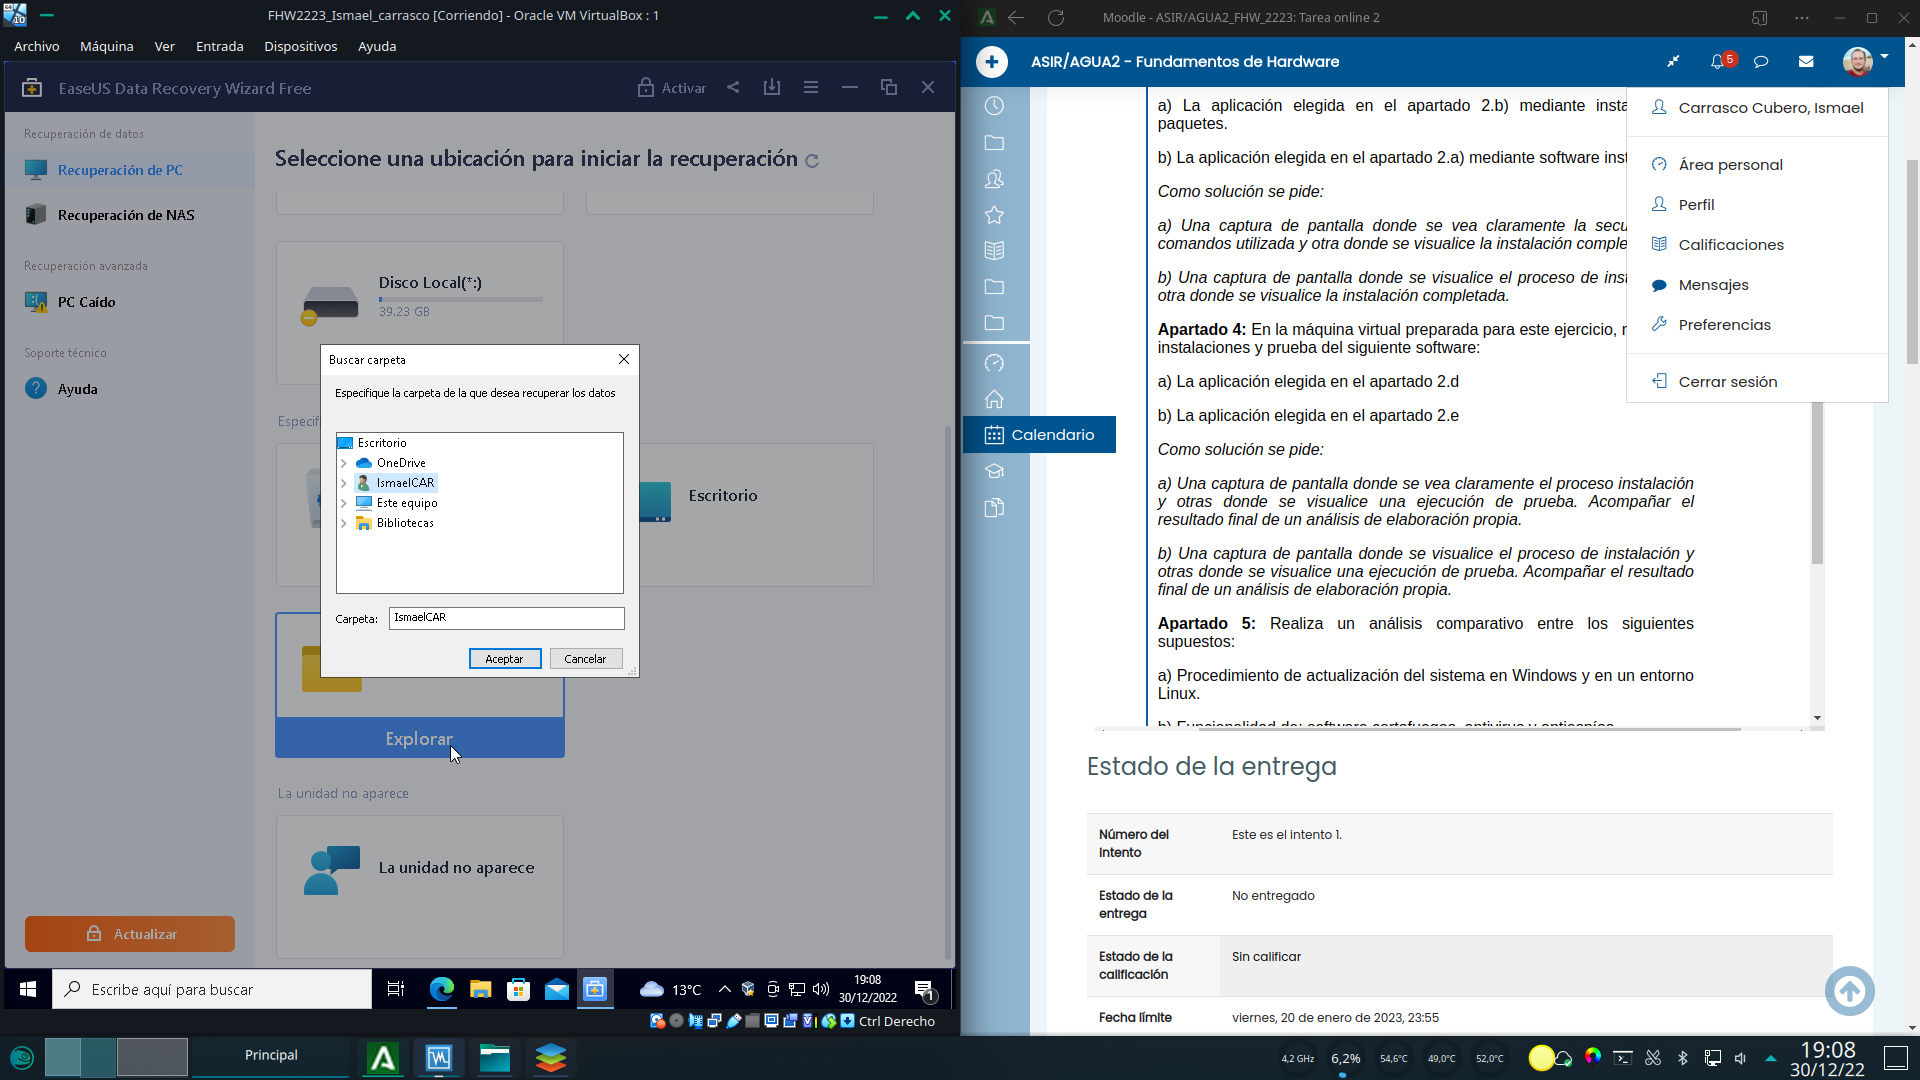 FHW2223_Ismael_carrasco [Corriendo] - Oracle VM VirtualBox : 1
Archivo Máquina Ver Entrada Dispositivos Ayuda
EaseUS Data Recovery Wizard Free
Activar
Recuperación de datos
Recuperación de PC
Recuperación de NAS
Recuperación avanzada
PC Caído
Soporte técnico
Ayuda
Actualizar
Seleccione una ubicación para iniciar la recuperación
Disco Local(*:)
39.23 GB
Especif
Escritorio
Explorar
La unidad no aparece
La unidad no aparece
Buscar carpeta
Especifique la carpeta de la que desea recuperar los datos
Escritorio
OneDrive
IsmaelCAR
Este equipo
Bibliotecas
Carpeta: IsmaelCAR
Aceptar Cancelar
Escribe aquí para buscar
13°C
19:08
30/12/2022
1
Ctrl Derecho
Moodle - ASIR/AGUA2_FHW_2223: Tarea online 2
ASIR/AGUA2 - Fundamentos de Hardware
5
Calendario
a) La aplicación elegida en el apartado 2.b) mediante insta
paquetes.
b) La aplicación elegida en el apartado 2.a) mediante software inst
Como solución se pide:
a) Una captura de pantalla donde se vea claramente la secu
comandos utilizada y otra donde se visualice la instalación comple
b) Una captura de pantalla donde se visualice el proceso de inst
otra donde se visualice la instalación completada.
Apartado 4: En la máquina virtual preparada para este ejercicio, r
instalaciones y prueba del siguiente software:
a) La aplicación elegida en el apartado 2.d
b) La aplicación elegida en el apartado 2.e
Como solución se pide:
a) Una captura de pantalla donde se vea claramente el proceso instalación
y otras donde se visualice una ejecución de prueba. Acompañar el
resultado final de un análisis de elaboración propia.
b) Una captura de pantalla donde se visualice el proceso de instalación y
otras donde se visualice una ejecución de prueba. Acompañar el resultado
final de un análisis de elaboración propia.
Apartado 5: Realiza un análisis comparativo entre los siguientes
supuestos:
a) Procedimiento de actualización del sistema en Windows y en un entorno
Linux.
b) Funcionalidad de: software cortafuegos, antivirus y antiespías
Carrasco Cubero, Ismael
Área personal
Perfil
Calificaciones
Mensajes
Preferencias
Cerrar sesión
Estado de la entrega
Número del intento
Este es el intento 1.
Estado de la entrega
No entregado
Estado de la calificación
Sin calificar
Fecha límite
viernes, 20 de enero de 2023, 23:55
Principal
4,2 GHz 6,2% 54,6°C 49,0°C 52,0°C
19:08
30/12/22